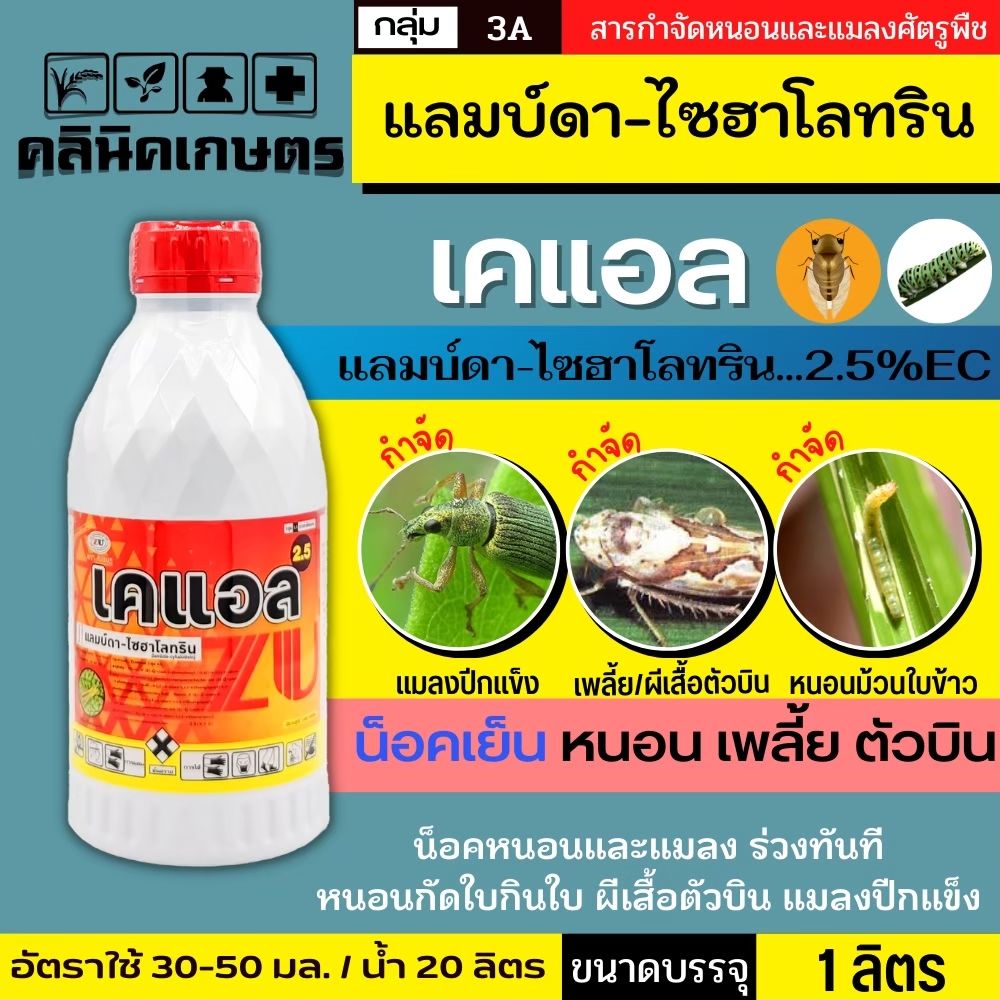 กลุ่ม 3A สารกำจัดหนอนและแมลงศัตรูพืช
คลินิคเกษตร
แลมบ์ดา-ไซฮาโลทริน
เคแอล
แลมบ์ดา-ไซฮาโลทริน...2.5%EC
กำจัด กำจัด กำจัด
แมลงปีกแข็ง เพลี้ย/ผีเสื้อตัวบิน หนอนม้วนใบข้าว
2.5
เคแอล
แลมบ์ดา-ไซฮาโลทริน
ZU
น็อคเย็น หนอน เพลี้ย ตัวบิน
น็อคหนอนและแมลง ร่วงทันที
หนอนกัดใบกินใบ ผีเสื้อตัวบิน แมลงปีกแข็ง
อัตราใช้ 30-50 มล. / น้ำ 20 ลิตร ขนาดบรรจุ 1 ลิตร